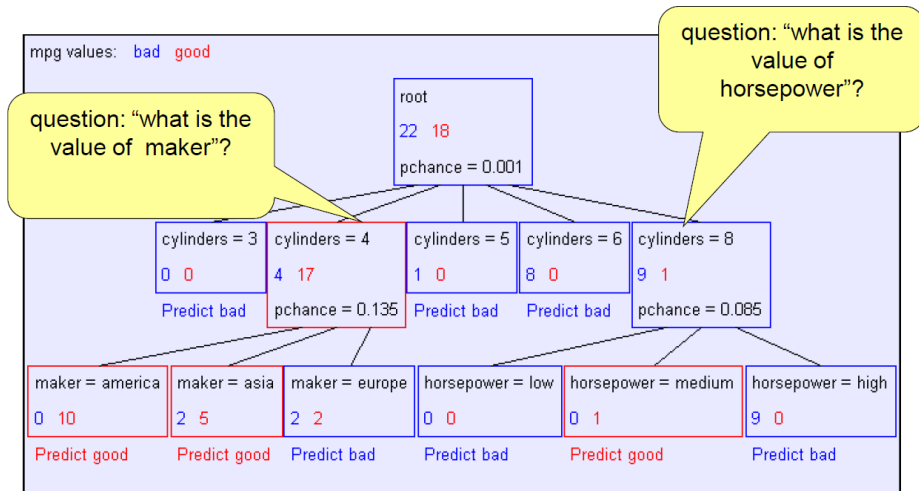 mpg values: bad good
question: “what is the
value of
horsepower”?
question: “what is the
value of maker”?
root
22 18
pchance = 0.001
cylinders = 3
0 0
Predict bad
cylinders = 4
4 17
pchance = 0.135
cylinders = 5
1 0
Predict bad
cylinders = 6
8 0
Predict bad
cylinders = 8
9 1
pchance = 0.085
maker = america
0 10
Predict good
maker = asia
2 5
Predict good
maker = europe
2 2
Predict bad
horsepower = low
0 0
Predict bad
horsepower = medium
0 1
Predict good
horsepower = high
9 0
Predict bad